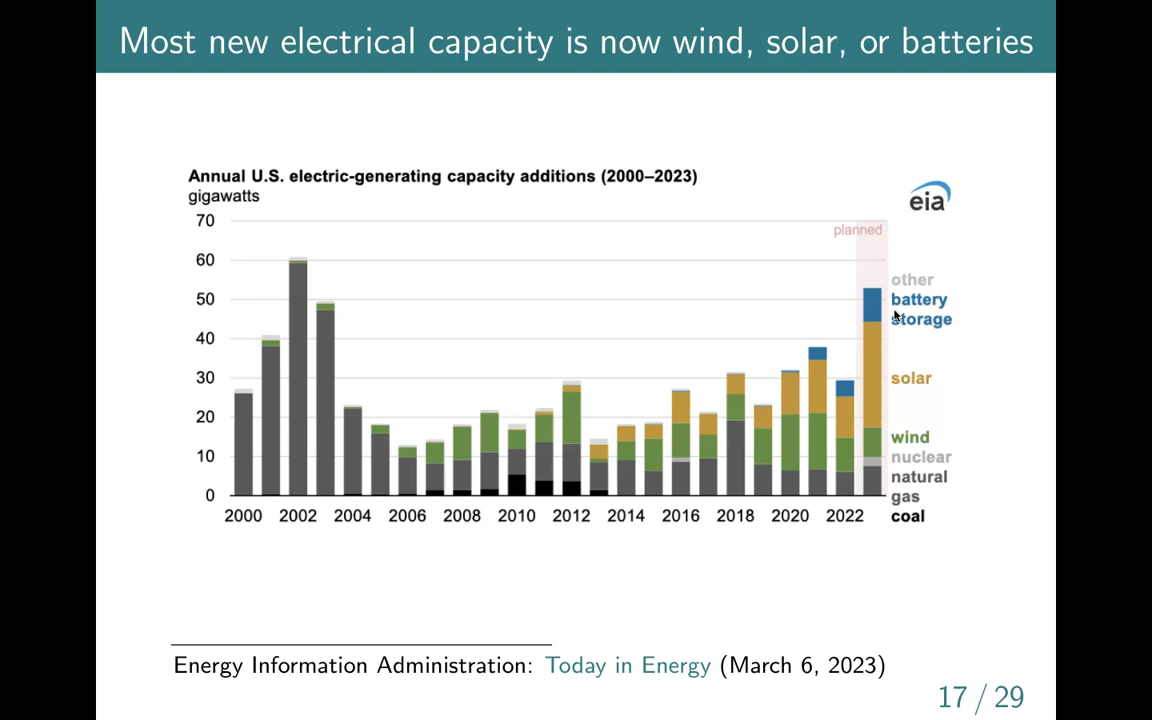 Most new electrical capacity is now wind, solar, or batteries
Annual U.S. electric-generating capacity additions (2000–2023)
gigawatts
eia
70
60
50
40
30
20
10
0
planned
other
battery
storage
solar
wind
nuclear
natural
gas
coal
2000 2002 2004 2006 2008 2010 2012 2014 2016 2018 2020 2022
Energy Information Administration: Today in Energy (March 6, 2023)
17 / 29